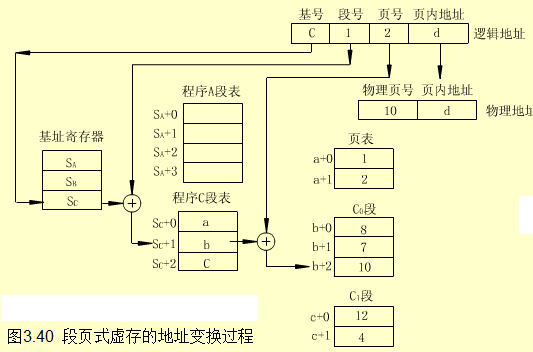 基号 段号 页号 页内地址
C 1 2 d 逻辑地址
物理页号 页内地址
10 d 物理地址
程序A段表
SA+0
SA+1
SA+2
SA+3
基址寄存器
SA
SB
SC
程序C段表
SC+0 a
SC+1 b
SC+2 C
页表
a+0 1
a+1 2
C0段
b+0 8
b+1 7
b+2 10
C1段
c+0 12
c+1 4
图3.40 段页式虚存的地址变换过程